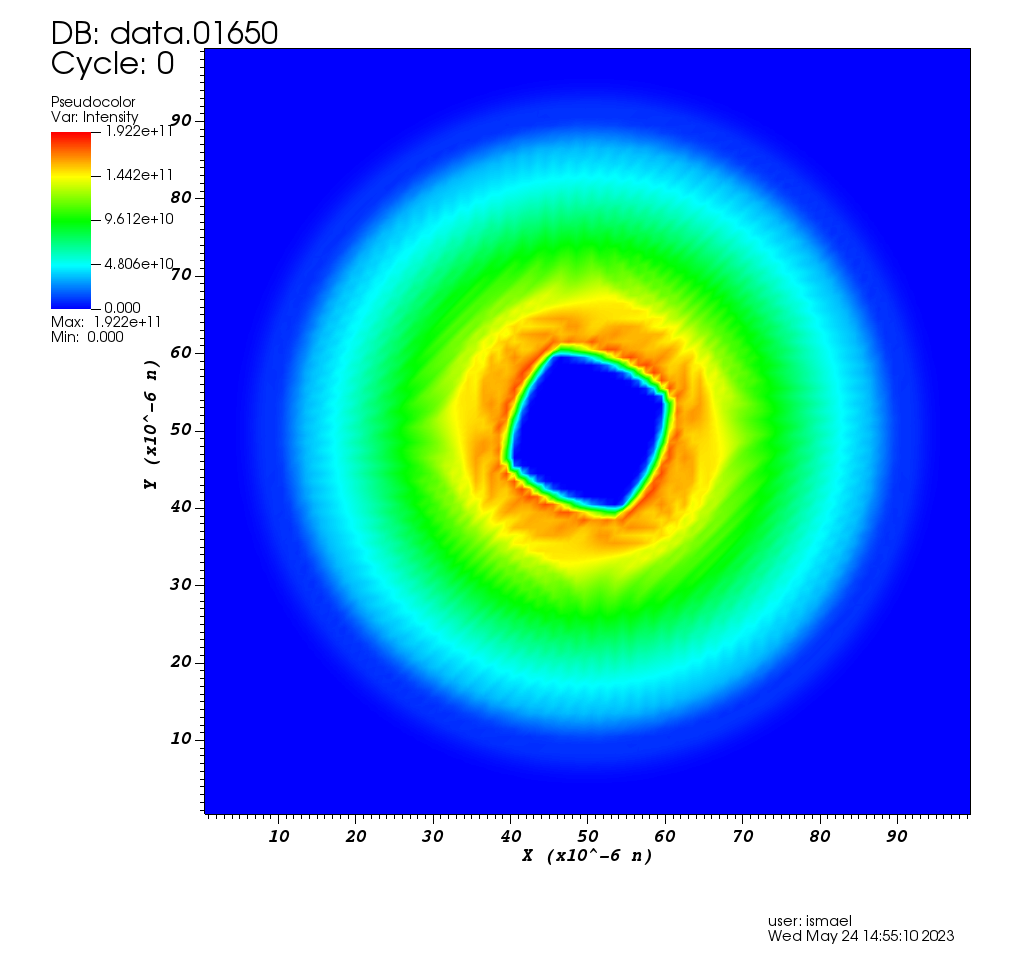 DB: data.01650
Cycle: 0
Pseudocolor
Var: Intensity
1.922e+11
1.442e+11
9.612e+10
4.806e+10
0.000
Max: 1.922e+11
Min: 0.000
90
80
70
60
50
40
30
20
10
Y (x10^-6 n)
10 20 30 40 50 60 70 80 90
X (x10^-6 n)
user: ismael
Wed May 24 14:55:10 2023